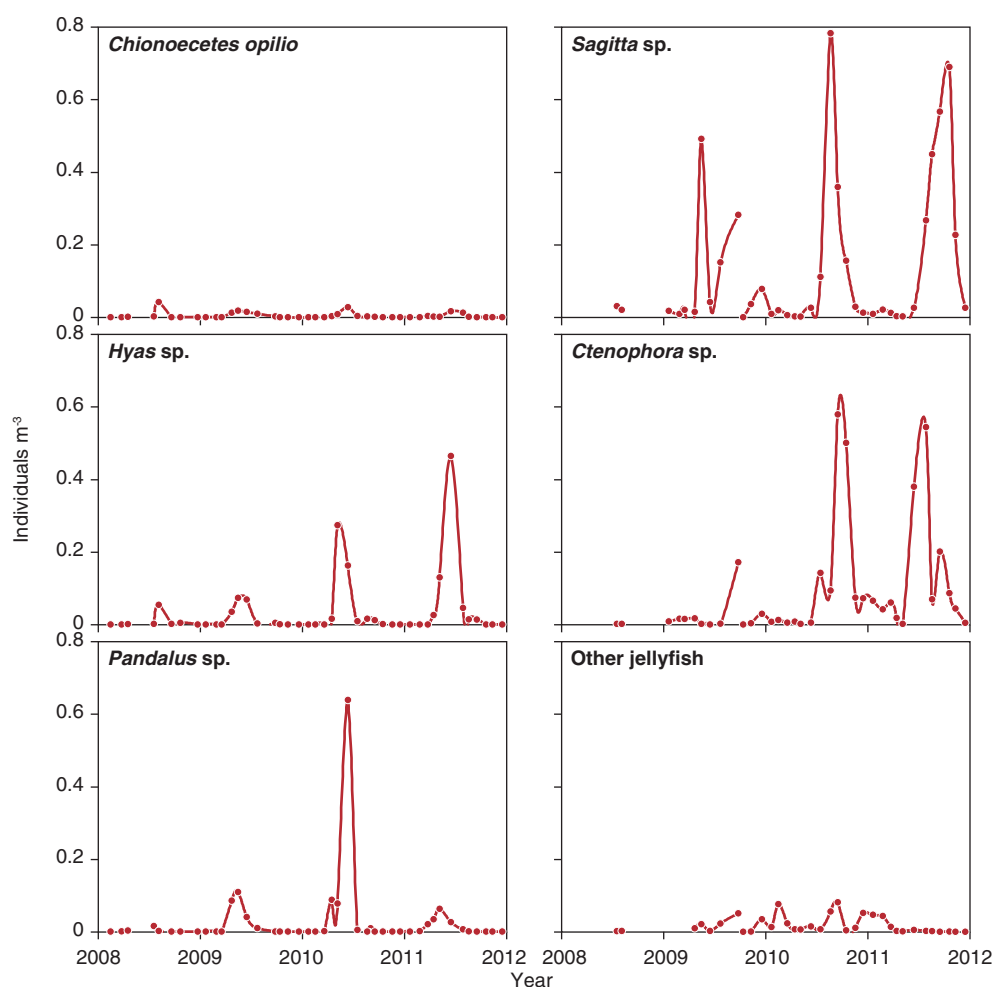 Chionoecetes opilio
Sagitta sp.
0.8
0.6
0.4
0.2
0
Hyas sp.
Ctenophora sp.
0.8
0.6
0.4
0.2
0
Individuals m-3
Pandalus sp.
Other jellyfish
0.8
0.6
0.4
0.2
0
2008 2009 2010 2011 2012 2008 2009 2010 2011 2012
Year